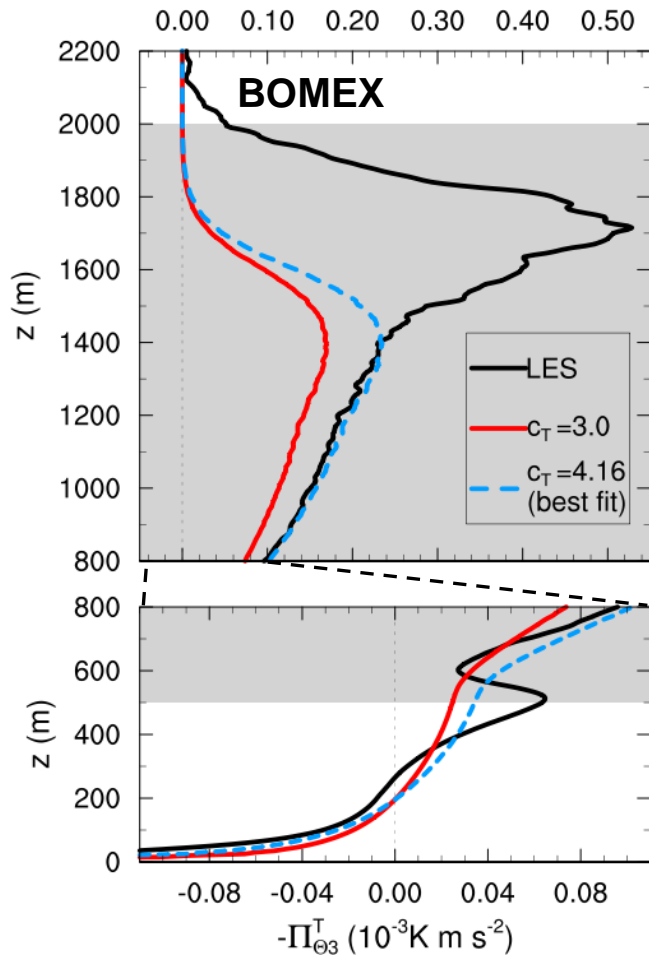 0.00 0.10 0.20 0.30 0.40 0.50
2200
BOMEX
2000
1800
1600
z (m)
1400
LES
1200
c_T=3.0
1000
c_T=4.16
(best fit)
800
800
600
z (m)
400
200
0
-0.08 -0.04 0.00 0.04 0.08
-Π^T_Θ3 (10^-3 K m s^-2)